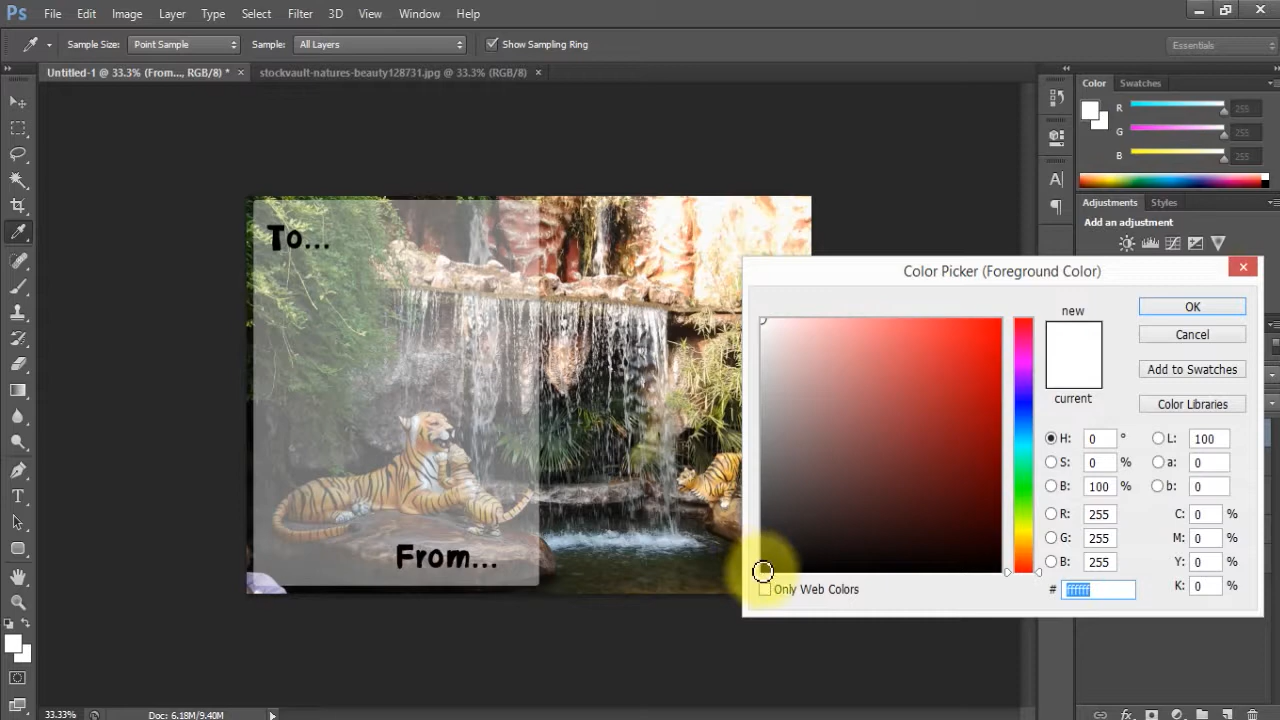 Ps File Edit Image Layer Type Select Filter 3D View Window Help
Sample Size: Point Sample Sample: All Layers Show Sampling Ring Essentials
Untitled-1 @ 33.3% (From..., RGB/8) * × stockvault-natures-beauty128731.jpg @ 33.3% (RGB/8) ×
Color Swatches
R 255
G 255
B 255
Adjustments Styles
Add an adjustment
To...
From...
Color Picker (Foreground Color)
new
current
OK
Cancel
Add to Swatches
Color Libraries
H: 0 ° L: 100
S: 0 % a: 0
B: 100 % b: 0
R: 255 C: 0 %
G: 255 M: 0 %
B: 255 Y: 0 %
# ffffff K: 0 %
Only Web Colors
33.33% Doc: 6.18M/9.40M